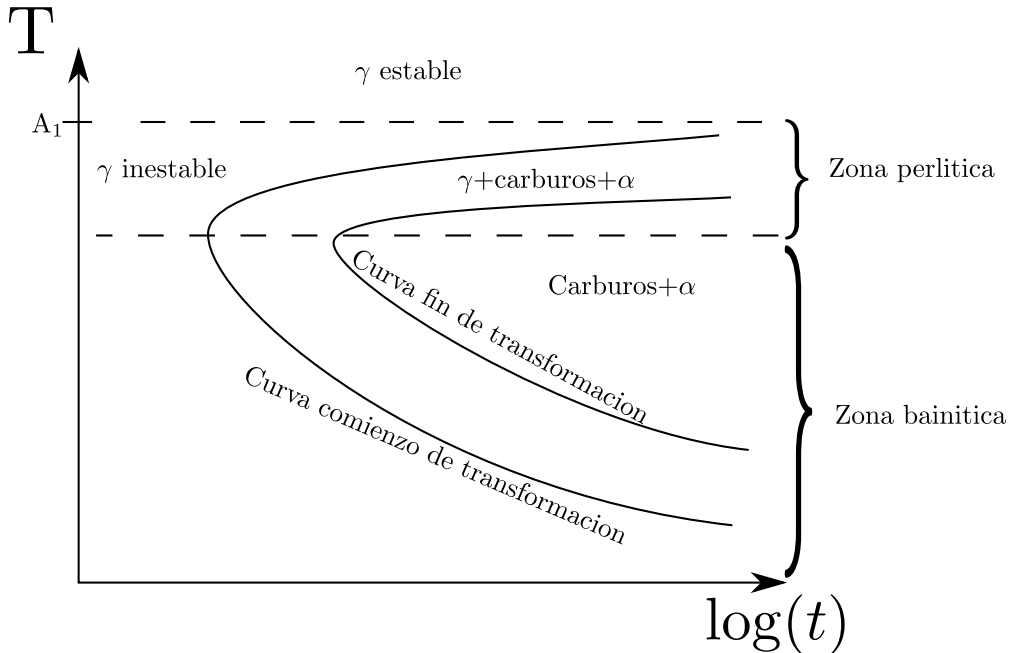 T
γ estable
A₁
γ inestable
γ+carburos+α
Zona perlitica
Curva fin de transformacion
Carburos+α
Curva comienzo de transformacion
Zona bainitica
log(t)